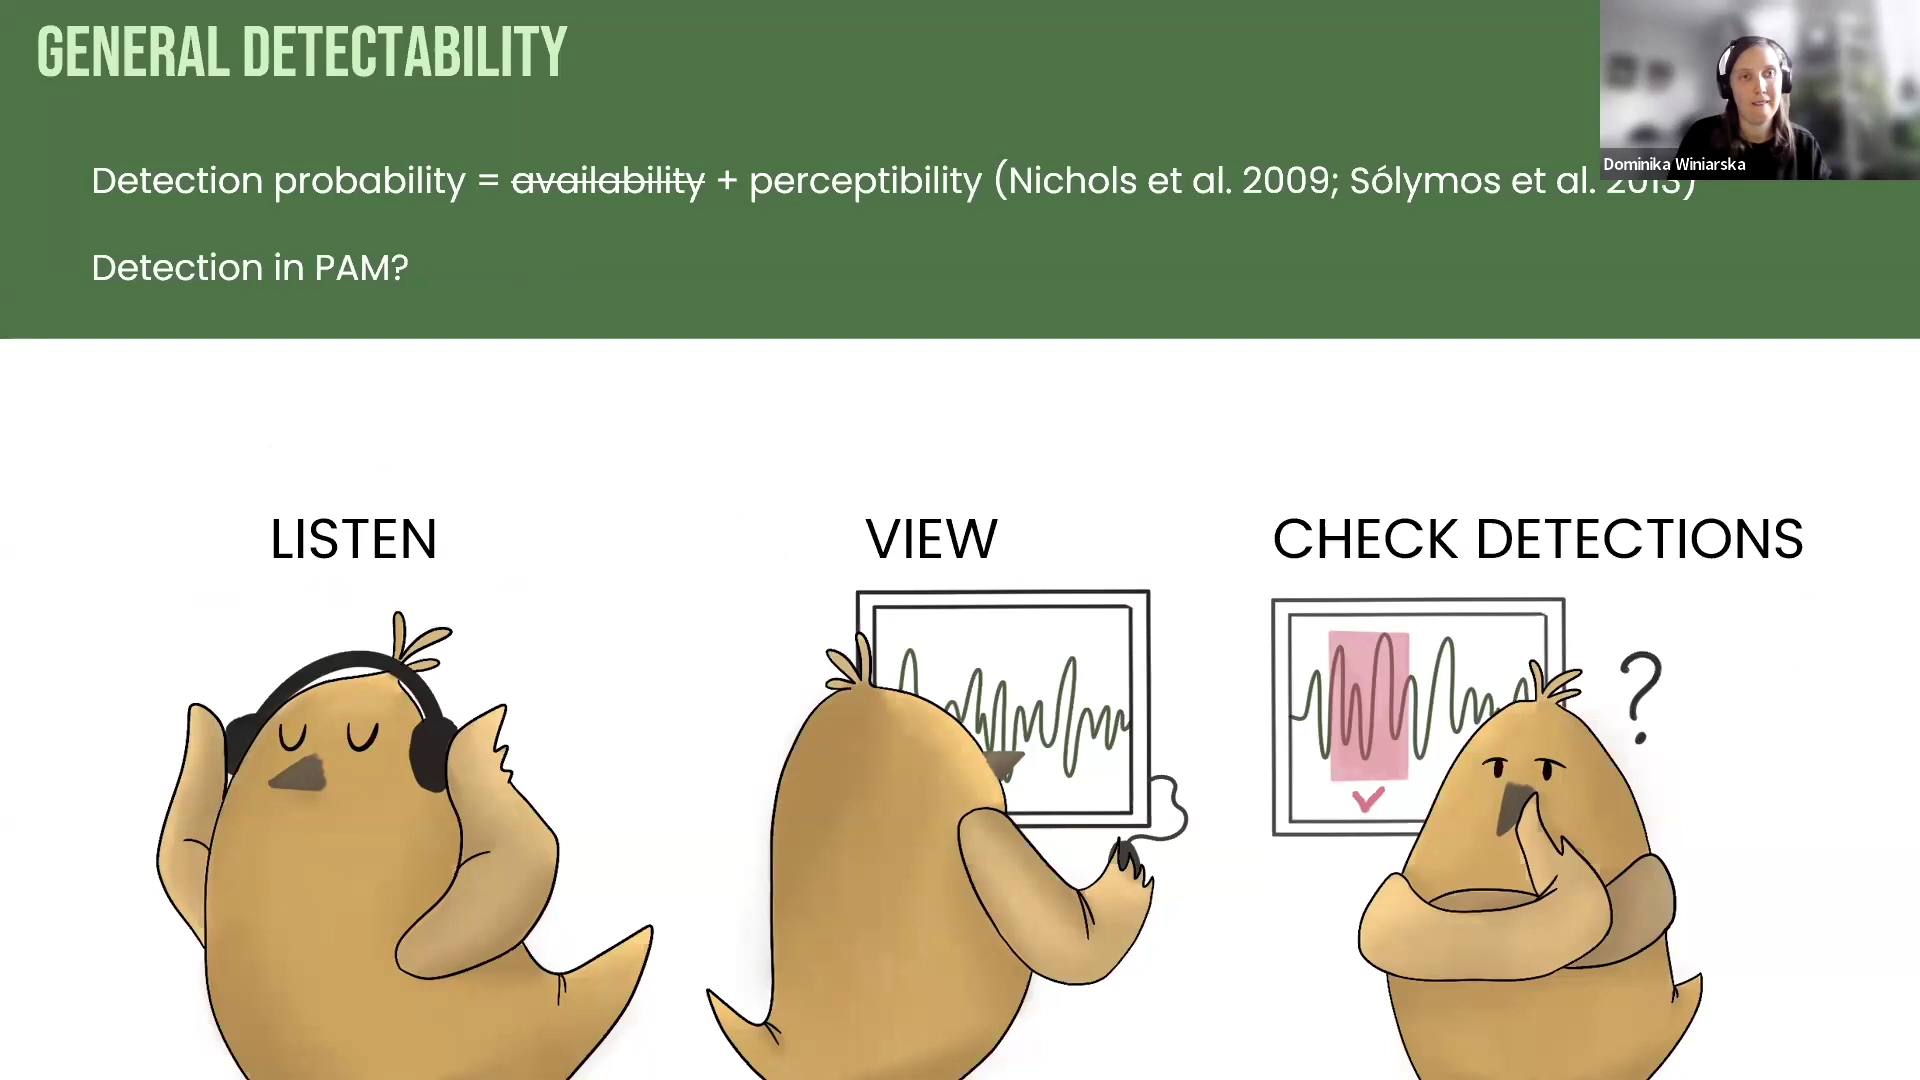 GENERAL DETECTABILITY
Dominika Winiarska
Detection probability = availability + perceptibility (Nichols et al. 2009; Sólymos et al. 2013)
Detection in PAM?
LISTEN
VIEW
CHECK DETECTIONS
?